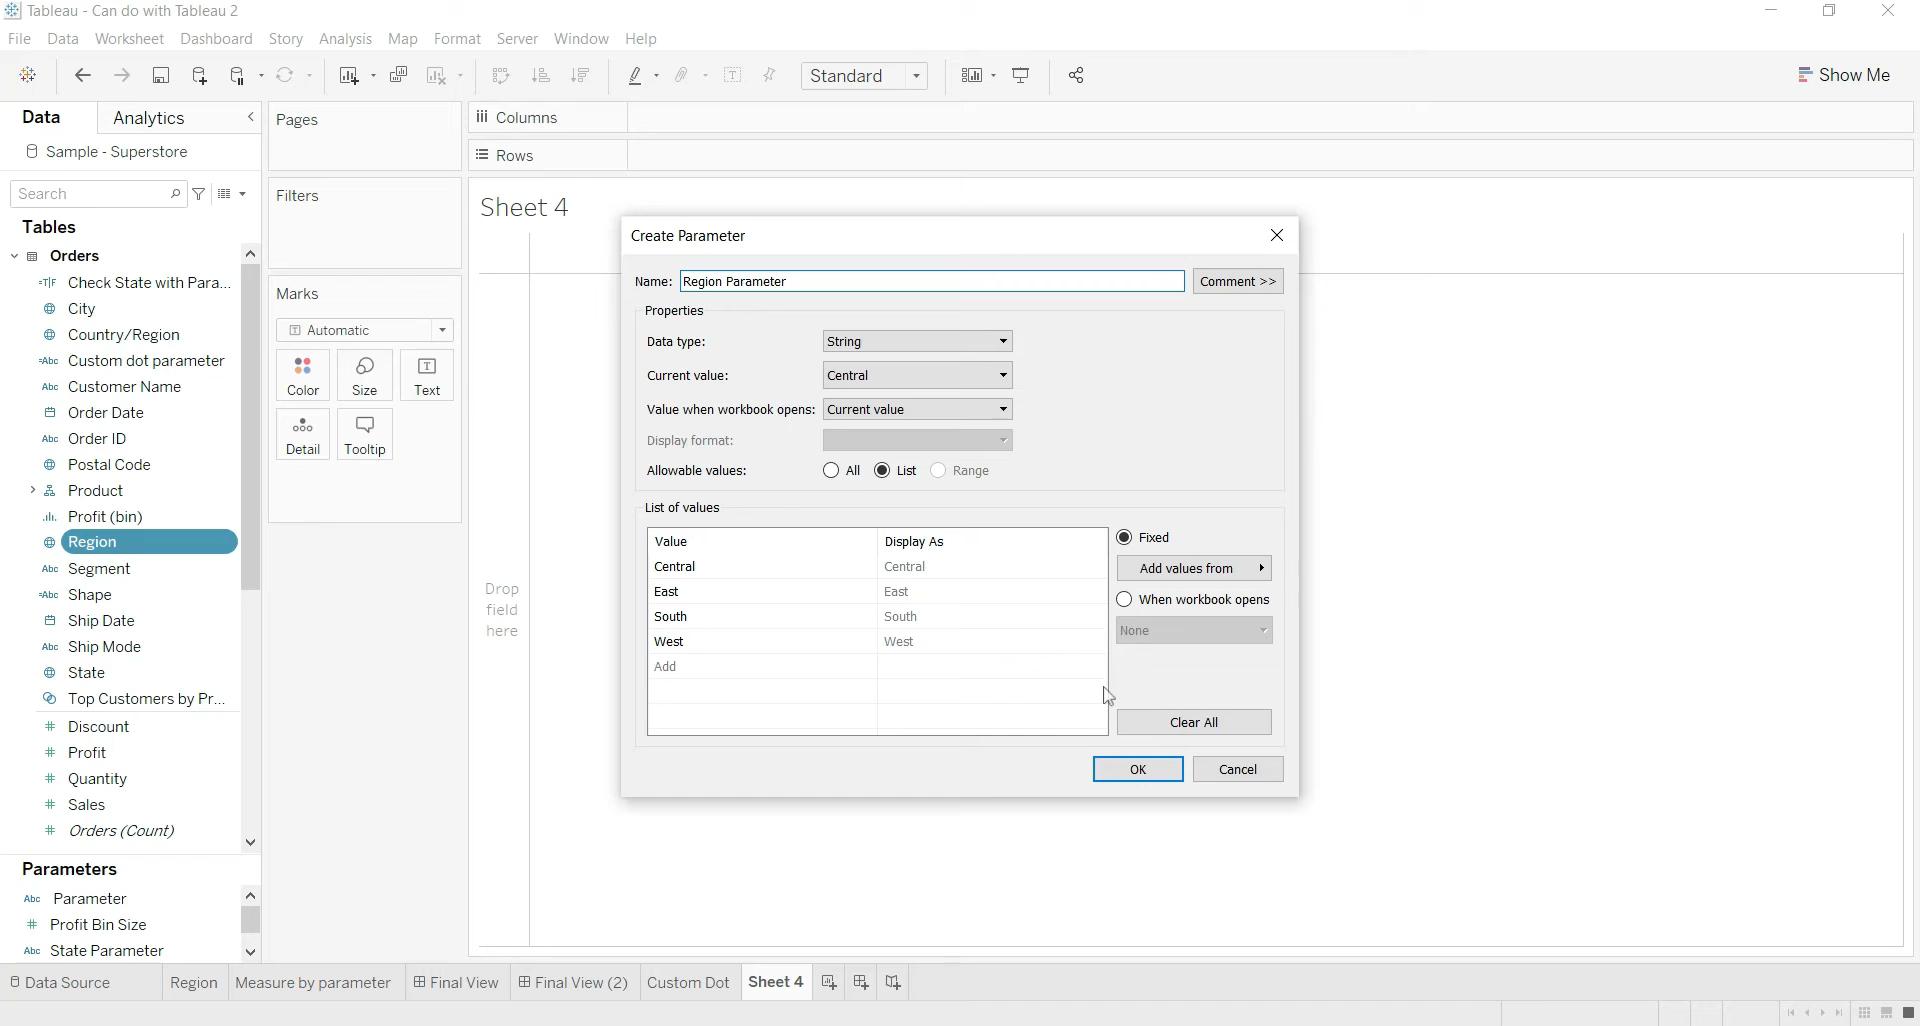 Tableau - Can do with Tableau 2
File Data Worksheet Dashboard Story Analysis Map Format Server Window Help
Standard
Show Me
Data Analytics
Sample - Superstore
Search
Tables
Orders
=T|F Check State with Para...
City
Country/Region
=Abc Custom dot parameter
Abc Customer Name
Order Date
Abc Order ID
Postal Code
Product
Profit (bin)
Region
Abc Segment
=Abc Shape
Ship Date
Abc Ship Mode
State
Top Customers by Pr...
# Discount
# Profit
# Quantity
# Sales
# Orders (Count)
Parameters
Abc Parameter
# Profit Bin Size
Abc State Parameter
Pages
Filters
Marks
T Automatic
Color Size Text
Detail Tooltip
Columns
Rows
Sheet 4
Drop
field
here
Create Parameter
Name: Region Parameter Comment >>
Properties
Data type: String
Current value: Central
Value when workbook opens: Current value
Display format:
Allowable values: All List Range
List of values
Value Display As
Central Central
East East
South South
West West
Add
Fixed
Add values from
When workbook opens
None
Clear All
OK Cancel
Data Source Region Measure by parameter Final View Final View (2) Custom Dot Sheet 4